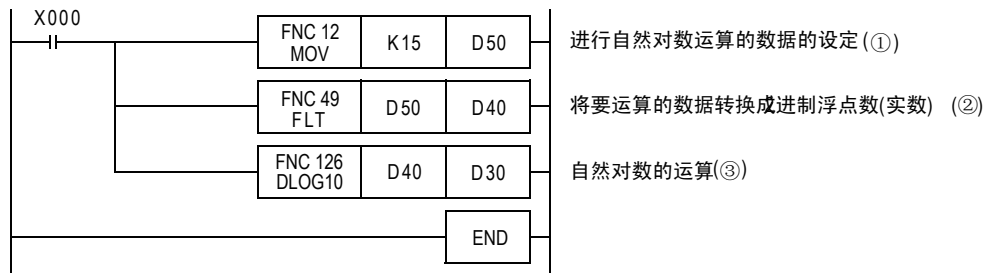 X000
FNC 12
MOV
K15
D50
进行自然对数运算的数据的设定(①)
FNC 49
FLT
D50
D40
将要运算的数据转换成进制浮点数(实数) (②)
FNC 126
DLOG10
D40
D30
自然对数的运算(③)
END